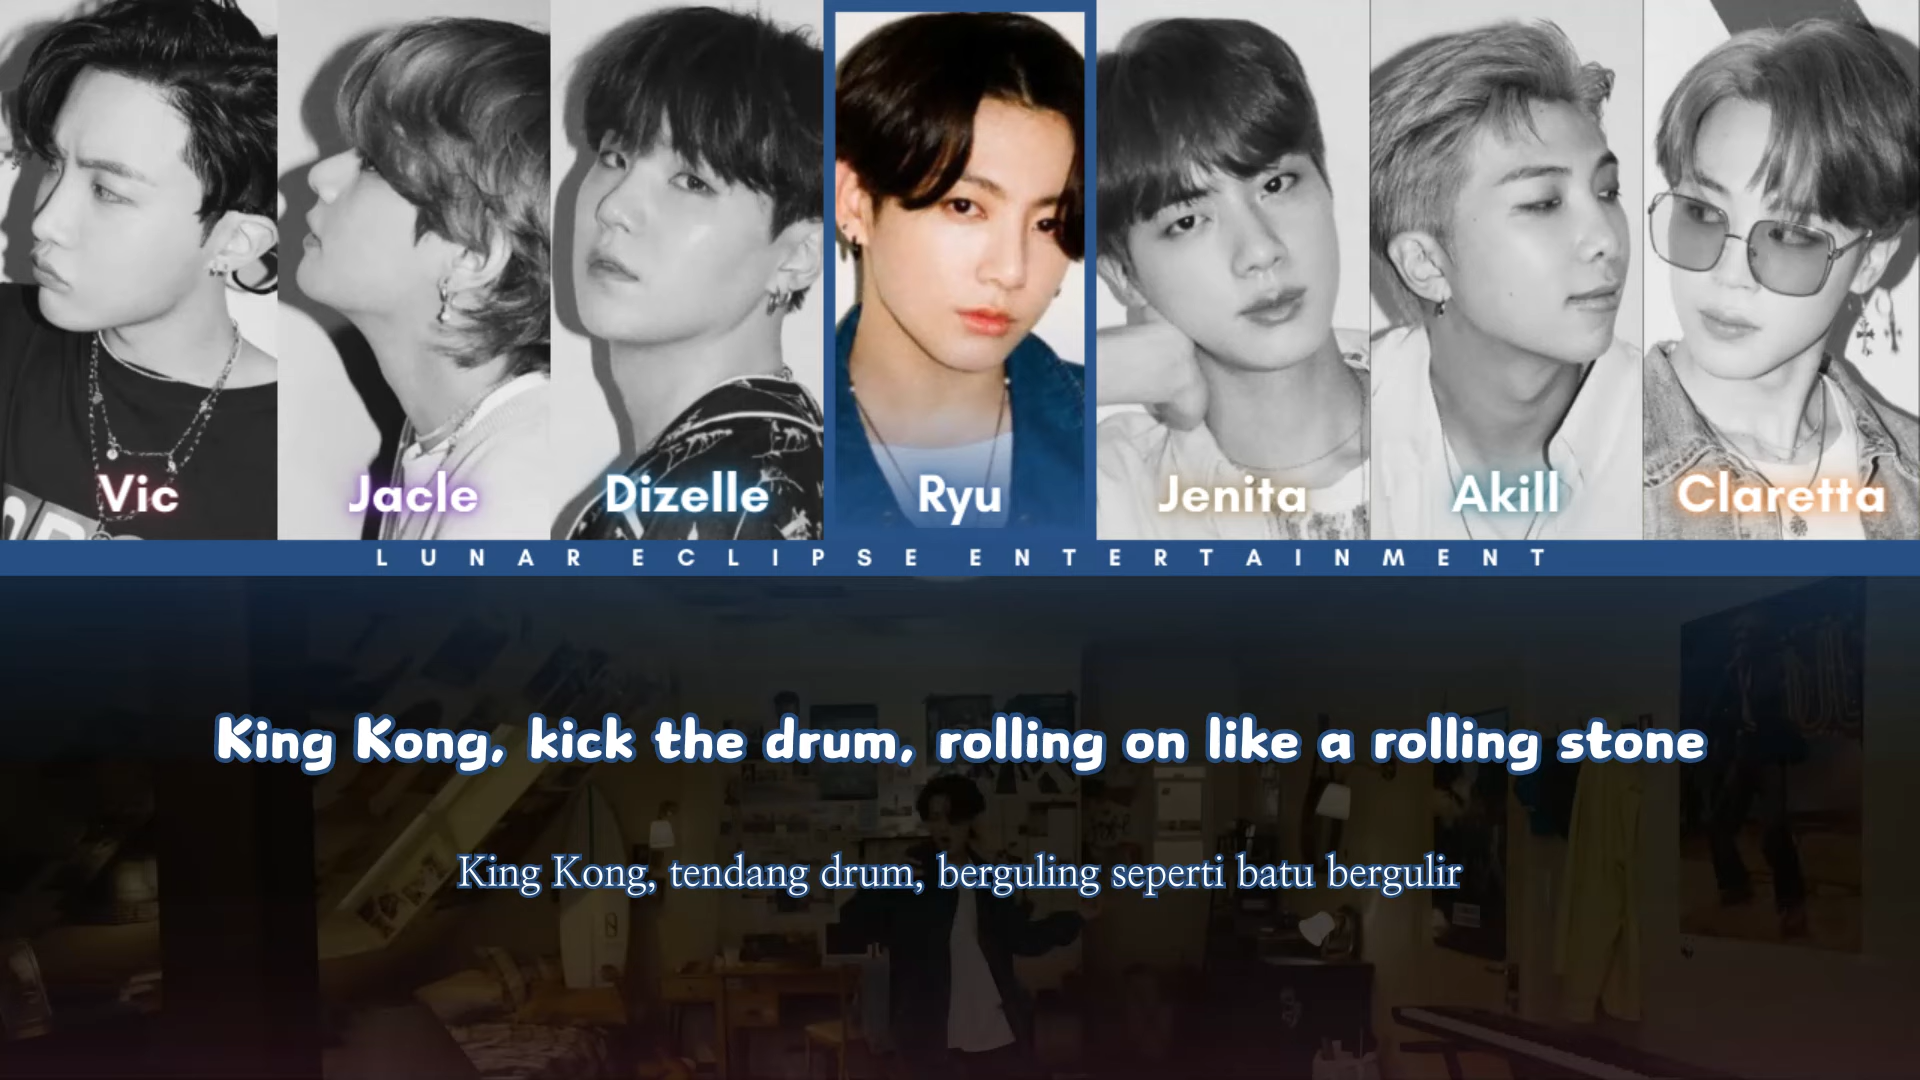 Vic
Jacle
Dizelle
Ryu
Jenita
Akill
Claretta
LUNAR ECLIPSE ENTERTAINMENT
King Kong, kick the drum, rolling on like a rolling stone
King Kong, tendang drum, berguling seperti batu bergulir